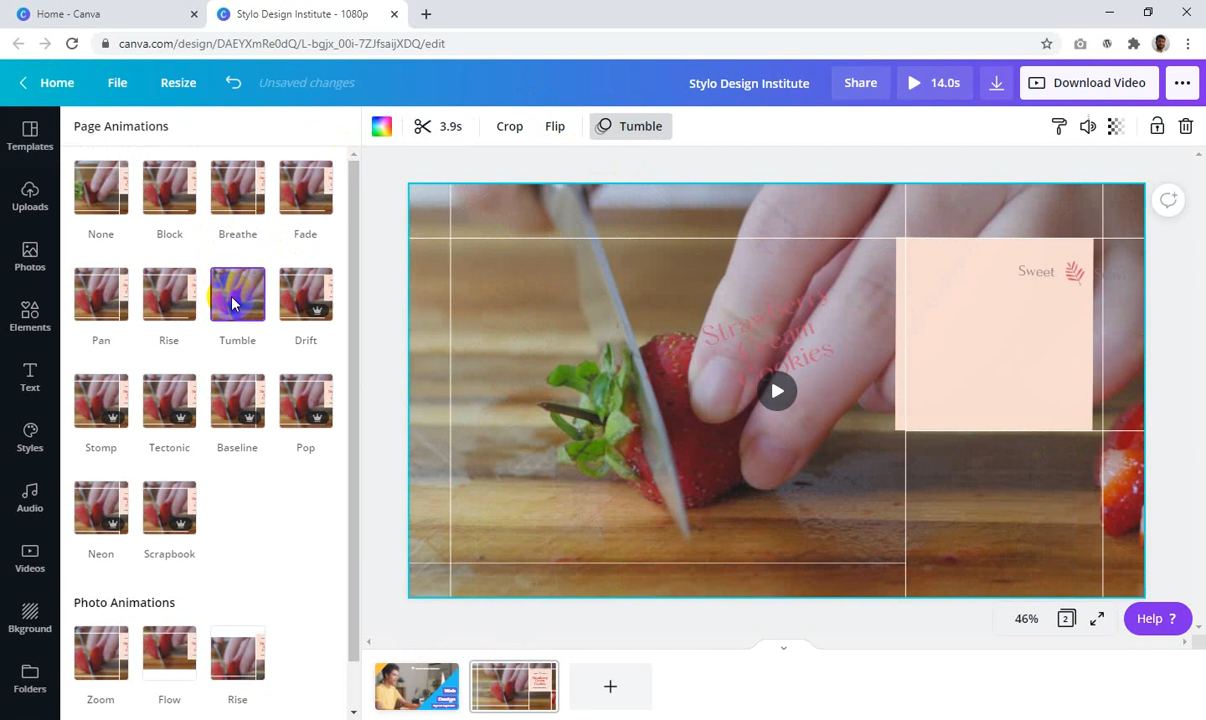 Home - Canva
Stylo Design Institute - 1080p
canva.com/design/DAEYXmRe0dQ/L-bgjx_00i-7ZJfsaijXDQ/edit
Home
File
Resize
Unsaved changes
Stylo Design Institute
Share
14.0s
Download Video
Templates
Uploads
Photos
Elements
Text
Styles
Audio
Videos
Bkground
Folders
Page Animations
None
Block
Breathe
Fade
Pan
Rise
Tumble
Drift
Stomp
Tectonic
Baseline
Pop
Neon
Scrapbook
Photo Animations
Zoom
Flow
Rise
3.9s
Crop
Flip
Tumble
Sweet
Strawberry
Cream
Cookies
46%
2
Help ?
Web
Design